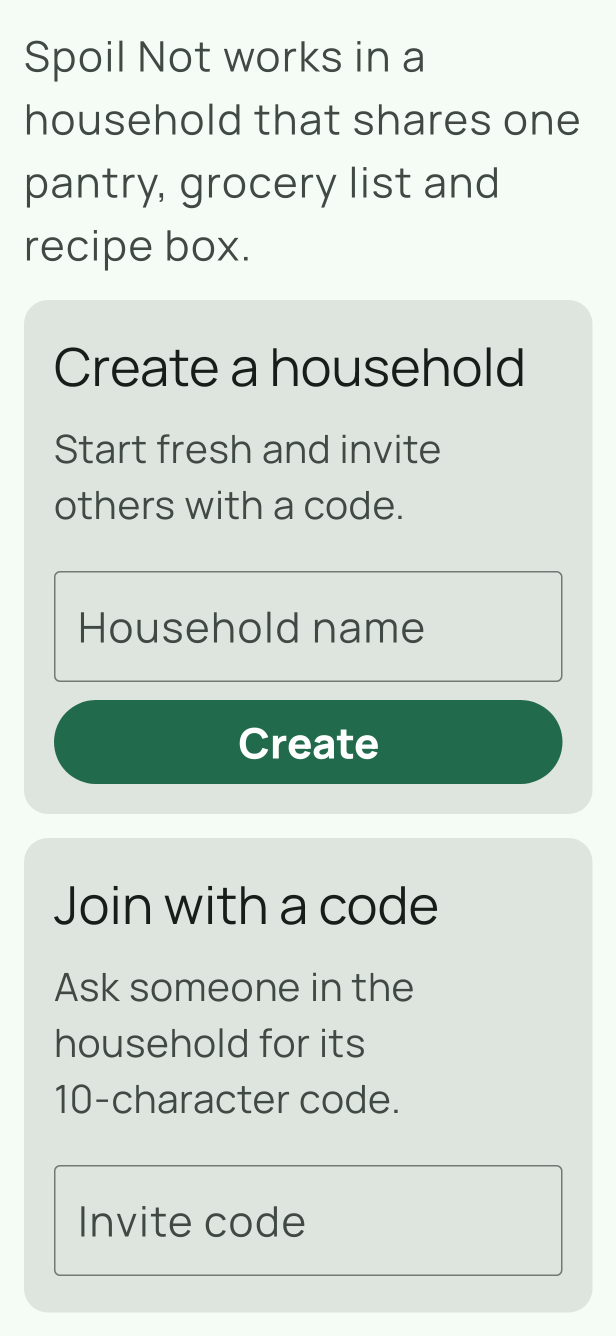 Spoil Not works in a
household that shares one
pantry, grocery list and
recipe box.
Create a household
Start fresh and invite
others with a code.
Household name
Create
Join with a code
Ask someone in the
household for its
10-character code.
Invite code